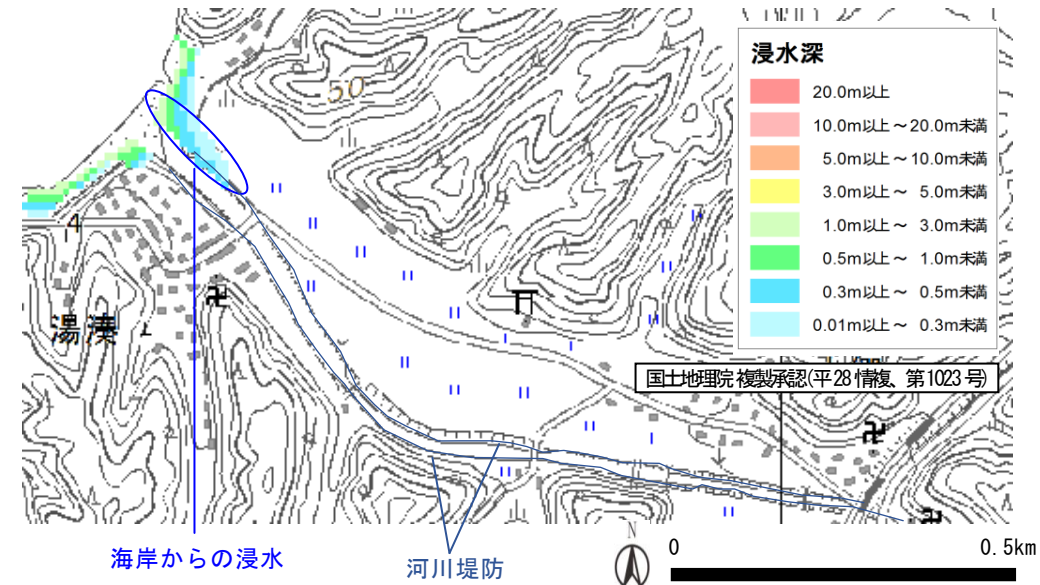 50
浸水深
20.0m以上
10.0m以上～20.0m未満
5.0m以上～10.0m未満
3.0m以上～ 5.0m未満
1.0m以上～ 3.0m未満
0.5m以上～ 1.0m未満
0.3m以上～ 0.5m未満
0.01m以上～ 0.3m未満
4
湯湊
国土地理院複製承認(平28情複、第1023号)
海岸からの浸水
河川堤防
N
0 0.5km